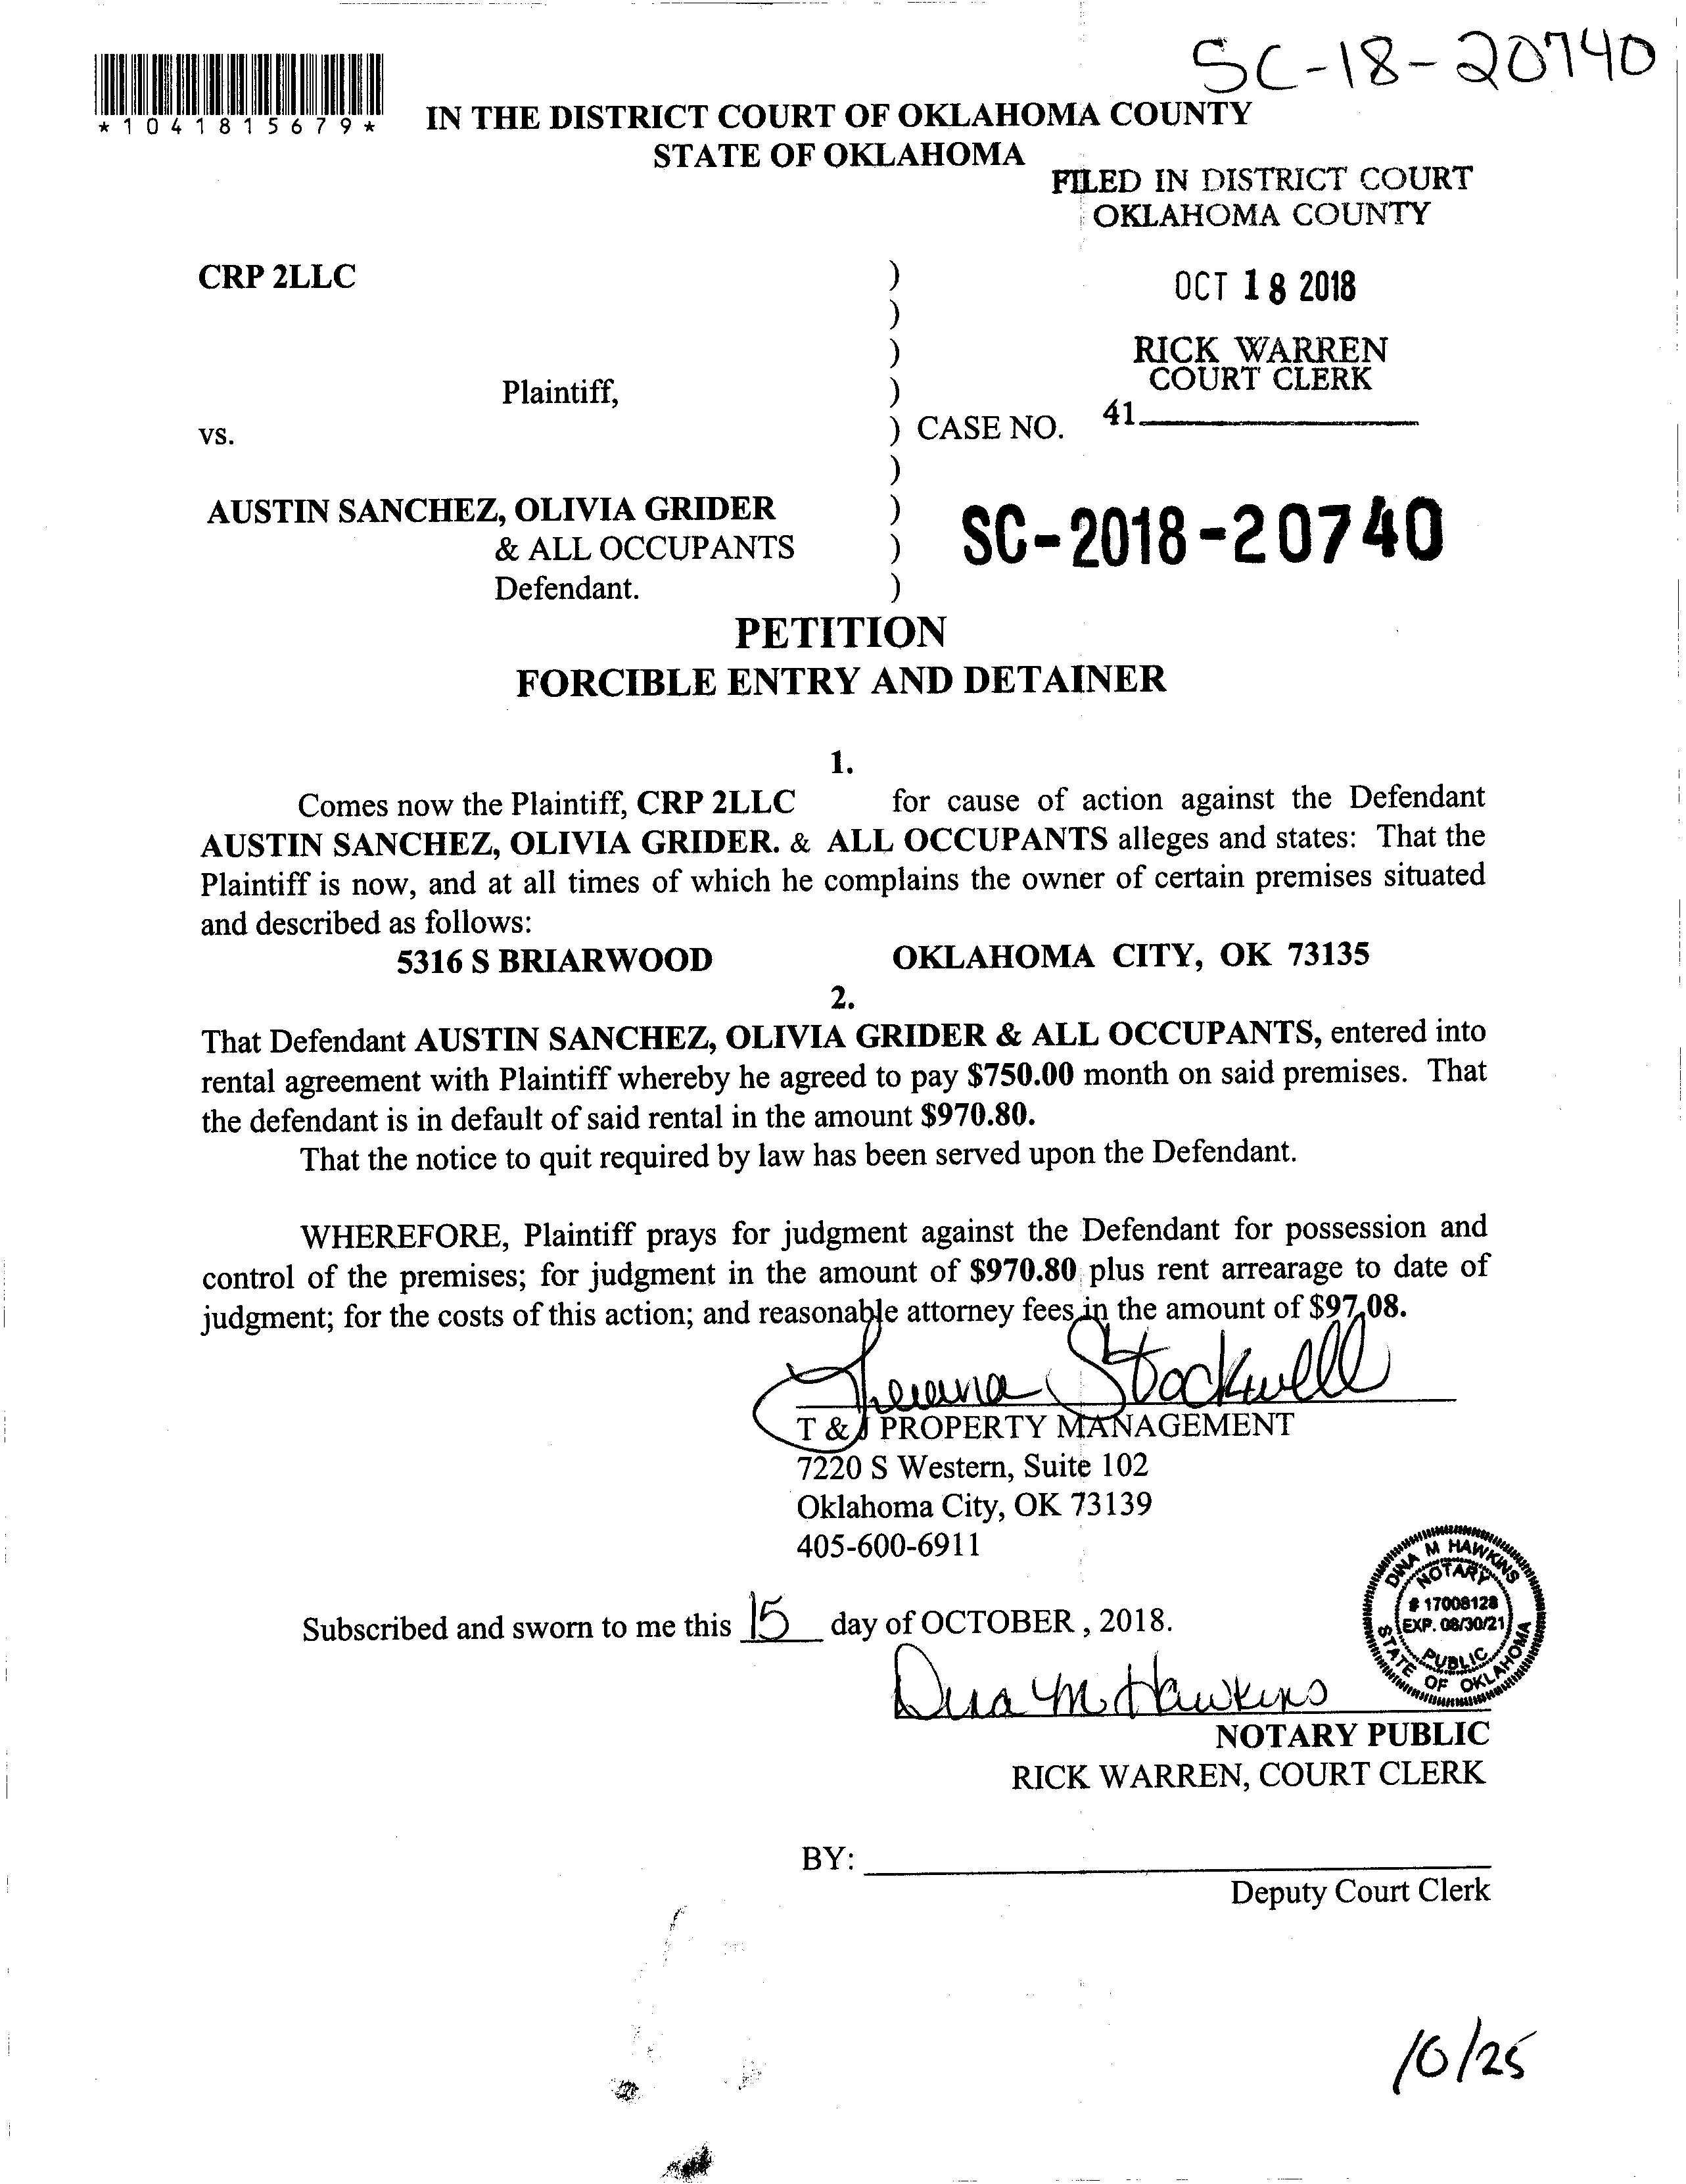 SC-18-20740
*1041815679*
IN THE DISTRICT COURT OF OKLAHOMA COUNTY
STATE OF OKLAHOMA
FILED IN DISTRICT COURT
OKLAHOMA COUNTY
CRP 2LLC )
OCT 18 2018
)
)
RICK WARREN
COURT CLERK
Plaintiff, )
vs. ) CASE NO. 41
)
AUSTIN SANCHEZ, OLIVIA GRIDER )
& ALL OCCUPANTS ) SC-2018-20740
Defendant. )
PETITION
FORCIBLE ENTRY AND DETAINER
1.
Comes now the Plaintiff, CRP 2LLC for cause of action against the Defendant
AUSTIN SANCHEZ, OLIVIA GRIDER. & ALL OCCUPANTS alleges and states: That the
Plaintiff is now, and at all times of which he complains the owner of certain premises situated
and described as follows:
5316 S BRIARWOOD OKLAHOMA CITY, OK 73135
2.
That Defendant AUSTIN SANCHEZ, OLIVIA GRIDER & ALL OCCUPANTS, entered into
rental agreement with Plaintiff whereby he agreed to pay $750.00 month on said premises. That
the defendant is in default of said rental in the amount $970.80.
That the notice to quit required by law has been served upon the Defendant.
WHEREFORE, Plaintiff prays for judgment against the Defendant for possession and
control of the premises; for judgment in the amount of $970.80 plus rent arrearage to date of
judgment; for the costs of this action; and reasonable attorney fees in the amount of $97.08.
Stockwell
T & J PROPERTY MANAGEMENT
7220 S Western, Suite 102
Oklahoma City, OK 73139
405-600-6911
DINA M HAWKINS
NOTARY
# 17008128
EXP. 08/30/21
PUBLIC
STATE OF OKLAHOMA
Subscribed and sworn to me this 15 day of OCTOBER , 2018.
Dina M Hawkins
NOTARY PUBLIC
RICK WARREN, COURT CLERK
BY:
Deputy Court Clerk
10/25